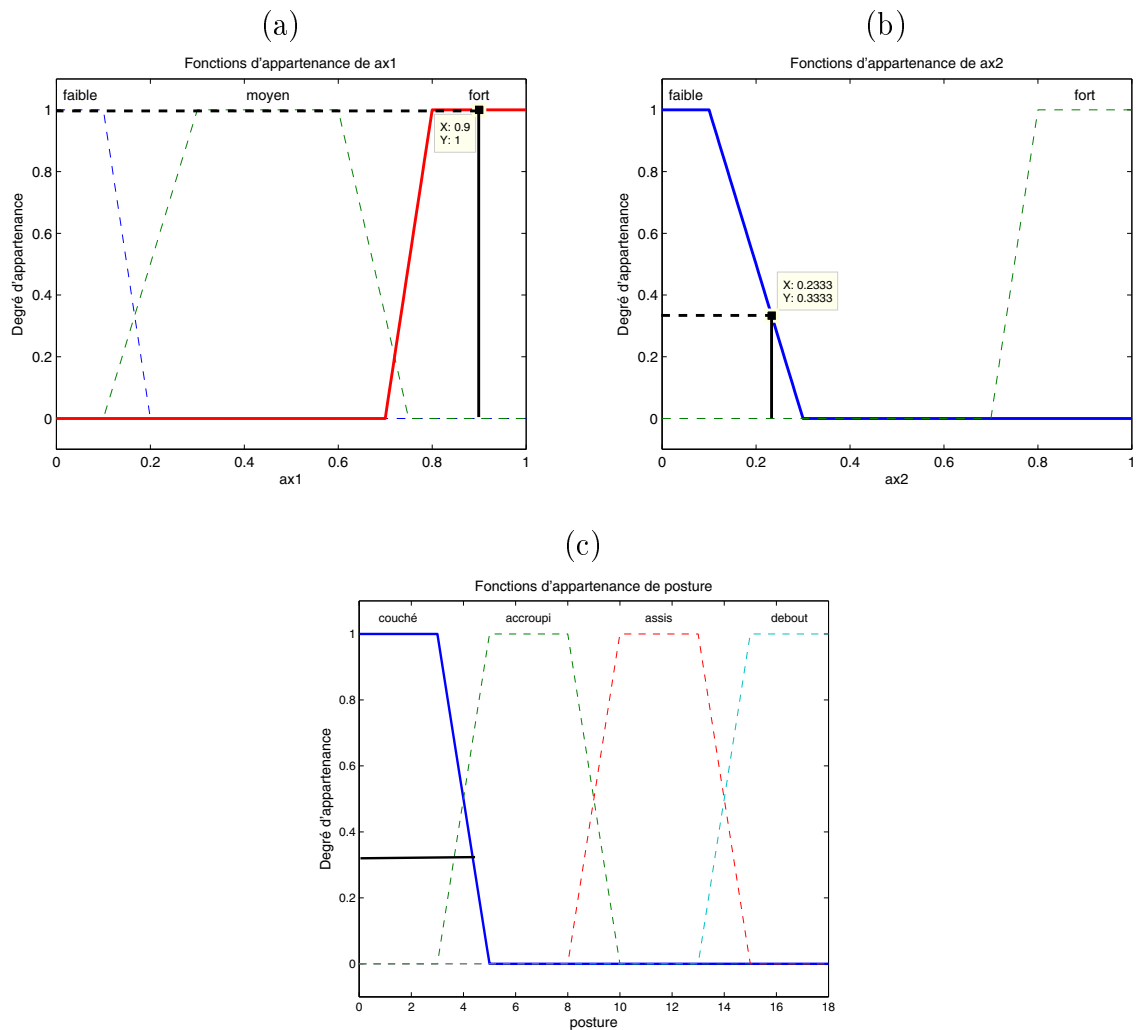 (a)
Fonctions d'appartenance de ax1
faible moyen fort
X: 0.9
Y: 1
Degré d'appartenance
1
0.8
0.6
0.4
0.2
0
0 0.2 0.4 0.6 0.8 1
ax1
(b)
Fonctions d'appartenance de ax2
faible fort
X: 0.2333
Y: 0.3333
Degré d'appartenance
1
0.8
0.6
0.4
0.2
0
0 0.2 0.4 0.6 0.8 1
ax2
(c)
Fonctions d'appartenance de posture
couché accroupi assis debout
Degré d'appartenance
1
0.8
0.6
0.4
0.2
0
0 2 4 6 8 10 12 14 16 18
posture